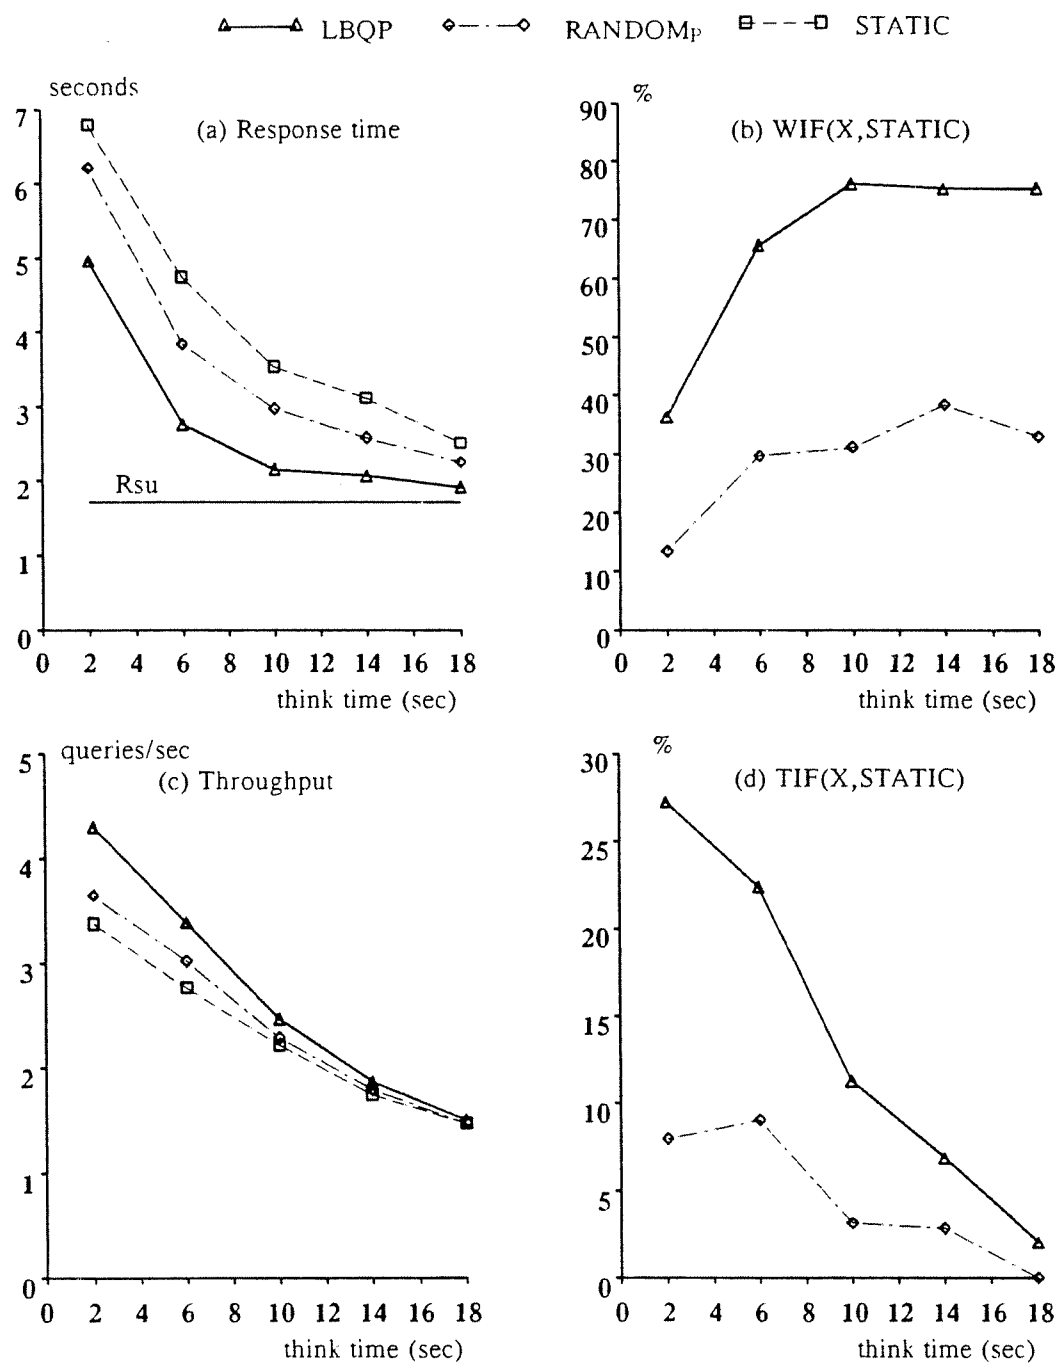 LBQP RANDOMp STATIC
seconds
(a) Response time
7
6
5
4
3
2
1
0
Rsu
0 2 4 6 8 10 12 14 16 18
think time (sec)
%
(b) WIF(X,STATIC)
90
80
70
60
50
40
30
20
10
0
0 2 4 6 8 10 12 14 16 18
think time (sec)
queries/sec
(c) Throughput
5
4
3
2
1
0
0 2 4 6 8 10 12 14 16 18
think time (sec)
%
(d) TIF(X,STATIC)
30
25
20
15
10
5
0
0 2 4 6 8 10 12 14 16 18
think time (sec)